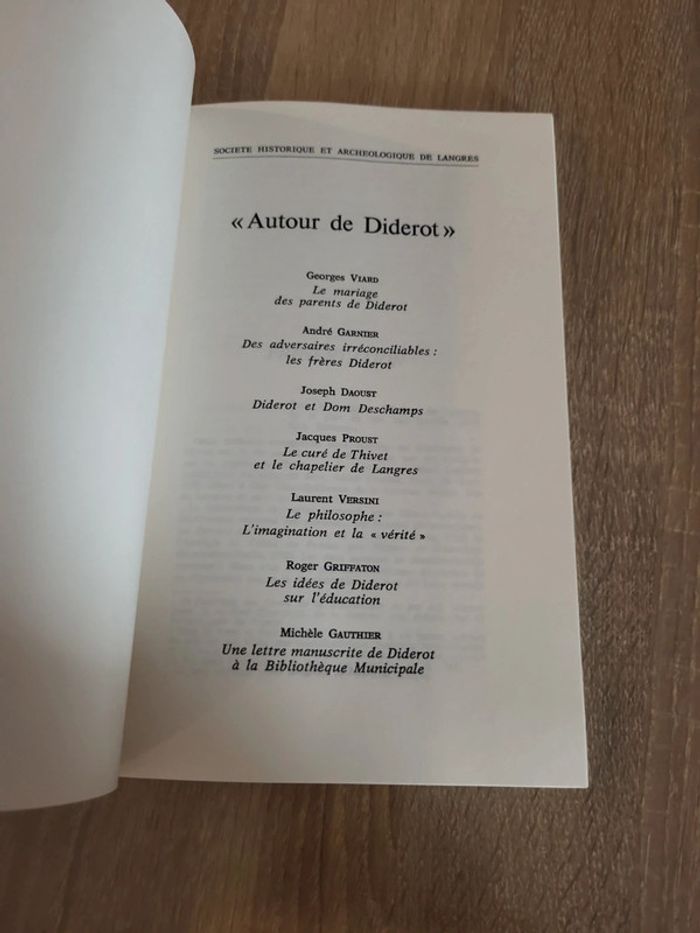 SOCIETE HISTORIQUE ET ARCHEOLOGIQUE DE LANGRES
« Autour de Diderot »
Georges VIARD
Le mariage
des parents de Diderot
André GARNIER
Des adversaires irréconciliables :
les frères Diderot
Joseph DAOUST
Diderot et Dom Deschamps
Jacques PROUST
Le curé de Thivet
et le chapelier de Langres
Laurent VERSINI
Le philosophe :
L'imagination et la « vérité »
Roger GRIFFATON
Les idées de Diderot
sur l'éducation
Michèle GAUTHIER
Une lettre manuscrite de Diderot
à la Bibliothèque Municipale